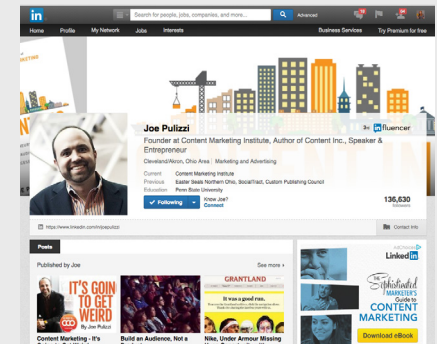 in
Search for people, jobs, companies, and more...
Advanced
Home Profile My Network Jobs Interests
Business Services Try Premium for free
MARKETING
Joe Pulizzi
in fluencer
Founder at Content Marketing Institute, Author of Content Inc., Speaker &
Entrepreneur
Cleveland/Akron, Ohio Area | Marketing and Advertising
Current Content Marketing Institute
Previous Easter Seals Northern Ohio, SocialTract, Custom Publishing Council
Education Penn State University
Following
Know Joe?
Connect
136,630
followers
https://www.linkedin.com/in/joepulizzi
Contact Info
Posts
Published by Joe
See more
IT'S GOIN
TO GET
WEIRD
By Joe Pulizzi
GRANTLAND
It was a good run.
Content Marketing - It's
Build an Audience, Not a
Nike, Under Armour Missing
AdChoices
Linked in
THE
Sophisticated
MARKETER'S
Guide to
CONTENT
MARKETING
Download eBook